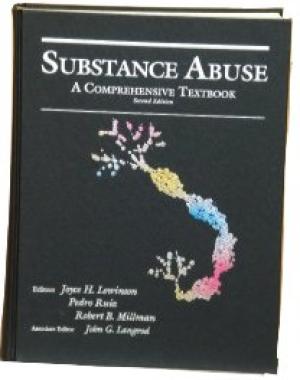 SUBSTANCE ABUSE
A COMPREHENSIVE TEXTBOOK
Second Edition
Editors Joyce H. Lowinson
Pedro Ruiz
Robert B. Millman
Associate Editor John G. Langrod